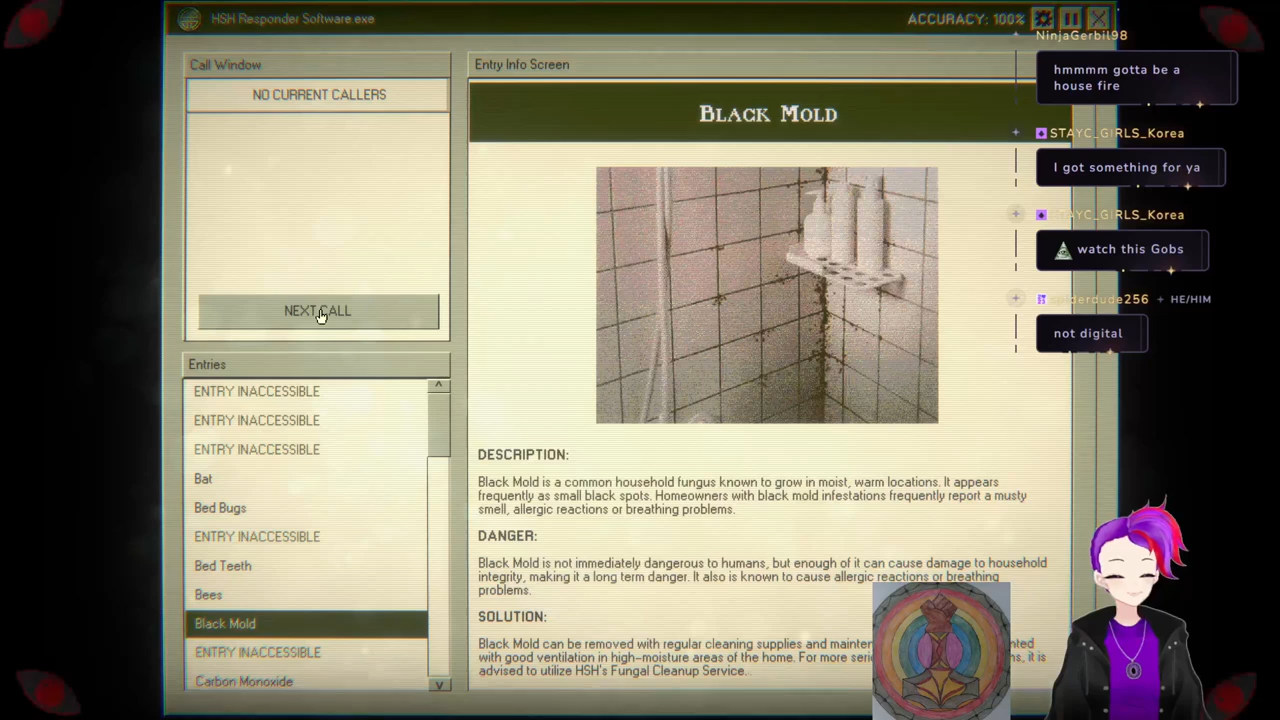 HSH Responder Software.exe
ACCURACY: 100%
Call Window
NO CURRENT CALLERS
NEXT CALL
Entries
ENTRY INACCESSIBLE
ENTRY INACCESSIBLE
ENTRY INACCESSIBLE
Bat
Bed Bugs
ENTRY INACCESSIBLE
Bed Teeth
Bees
Black Mold
ENTRY INACCESSIBLE
Carbon Monoxide
Entry Info Screen
Black Mold
DESCRIPTION:
Black Mold is a common household fungus known to grow in moist, warm locations. It appears
frequently as small black spots. Homeowners with black mold infestations frequently report a musty
smell, allergic reactions or breathing problems.
DANGER:
Black Mold is not immediately dangerous to humans, but enough of it can cause damage to household
integrity, making it a long term danger. It also is known to cause allergic reactions or breathing
problems.
SOLUTION:
Black Mold can be removed with regular cleaning supplies and
with good ventilation in high-moisture areas of the home. For more it is
advised to utilize HSH's Fungal Cleanup Service.
NinjaGerbil98
hmmmm gotta be a
house fire
STAYC_GIRLS_Korea
I got something for ya
STAYC_GIRLS_Korea
watch this Gobs
HE/HIM
not digital